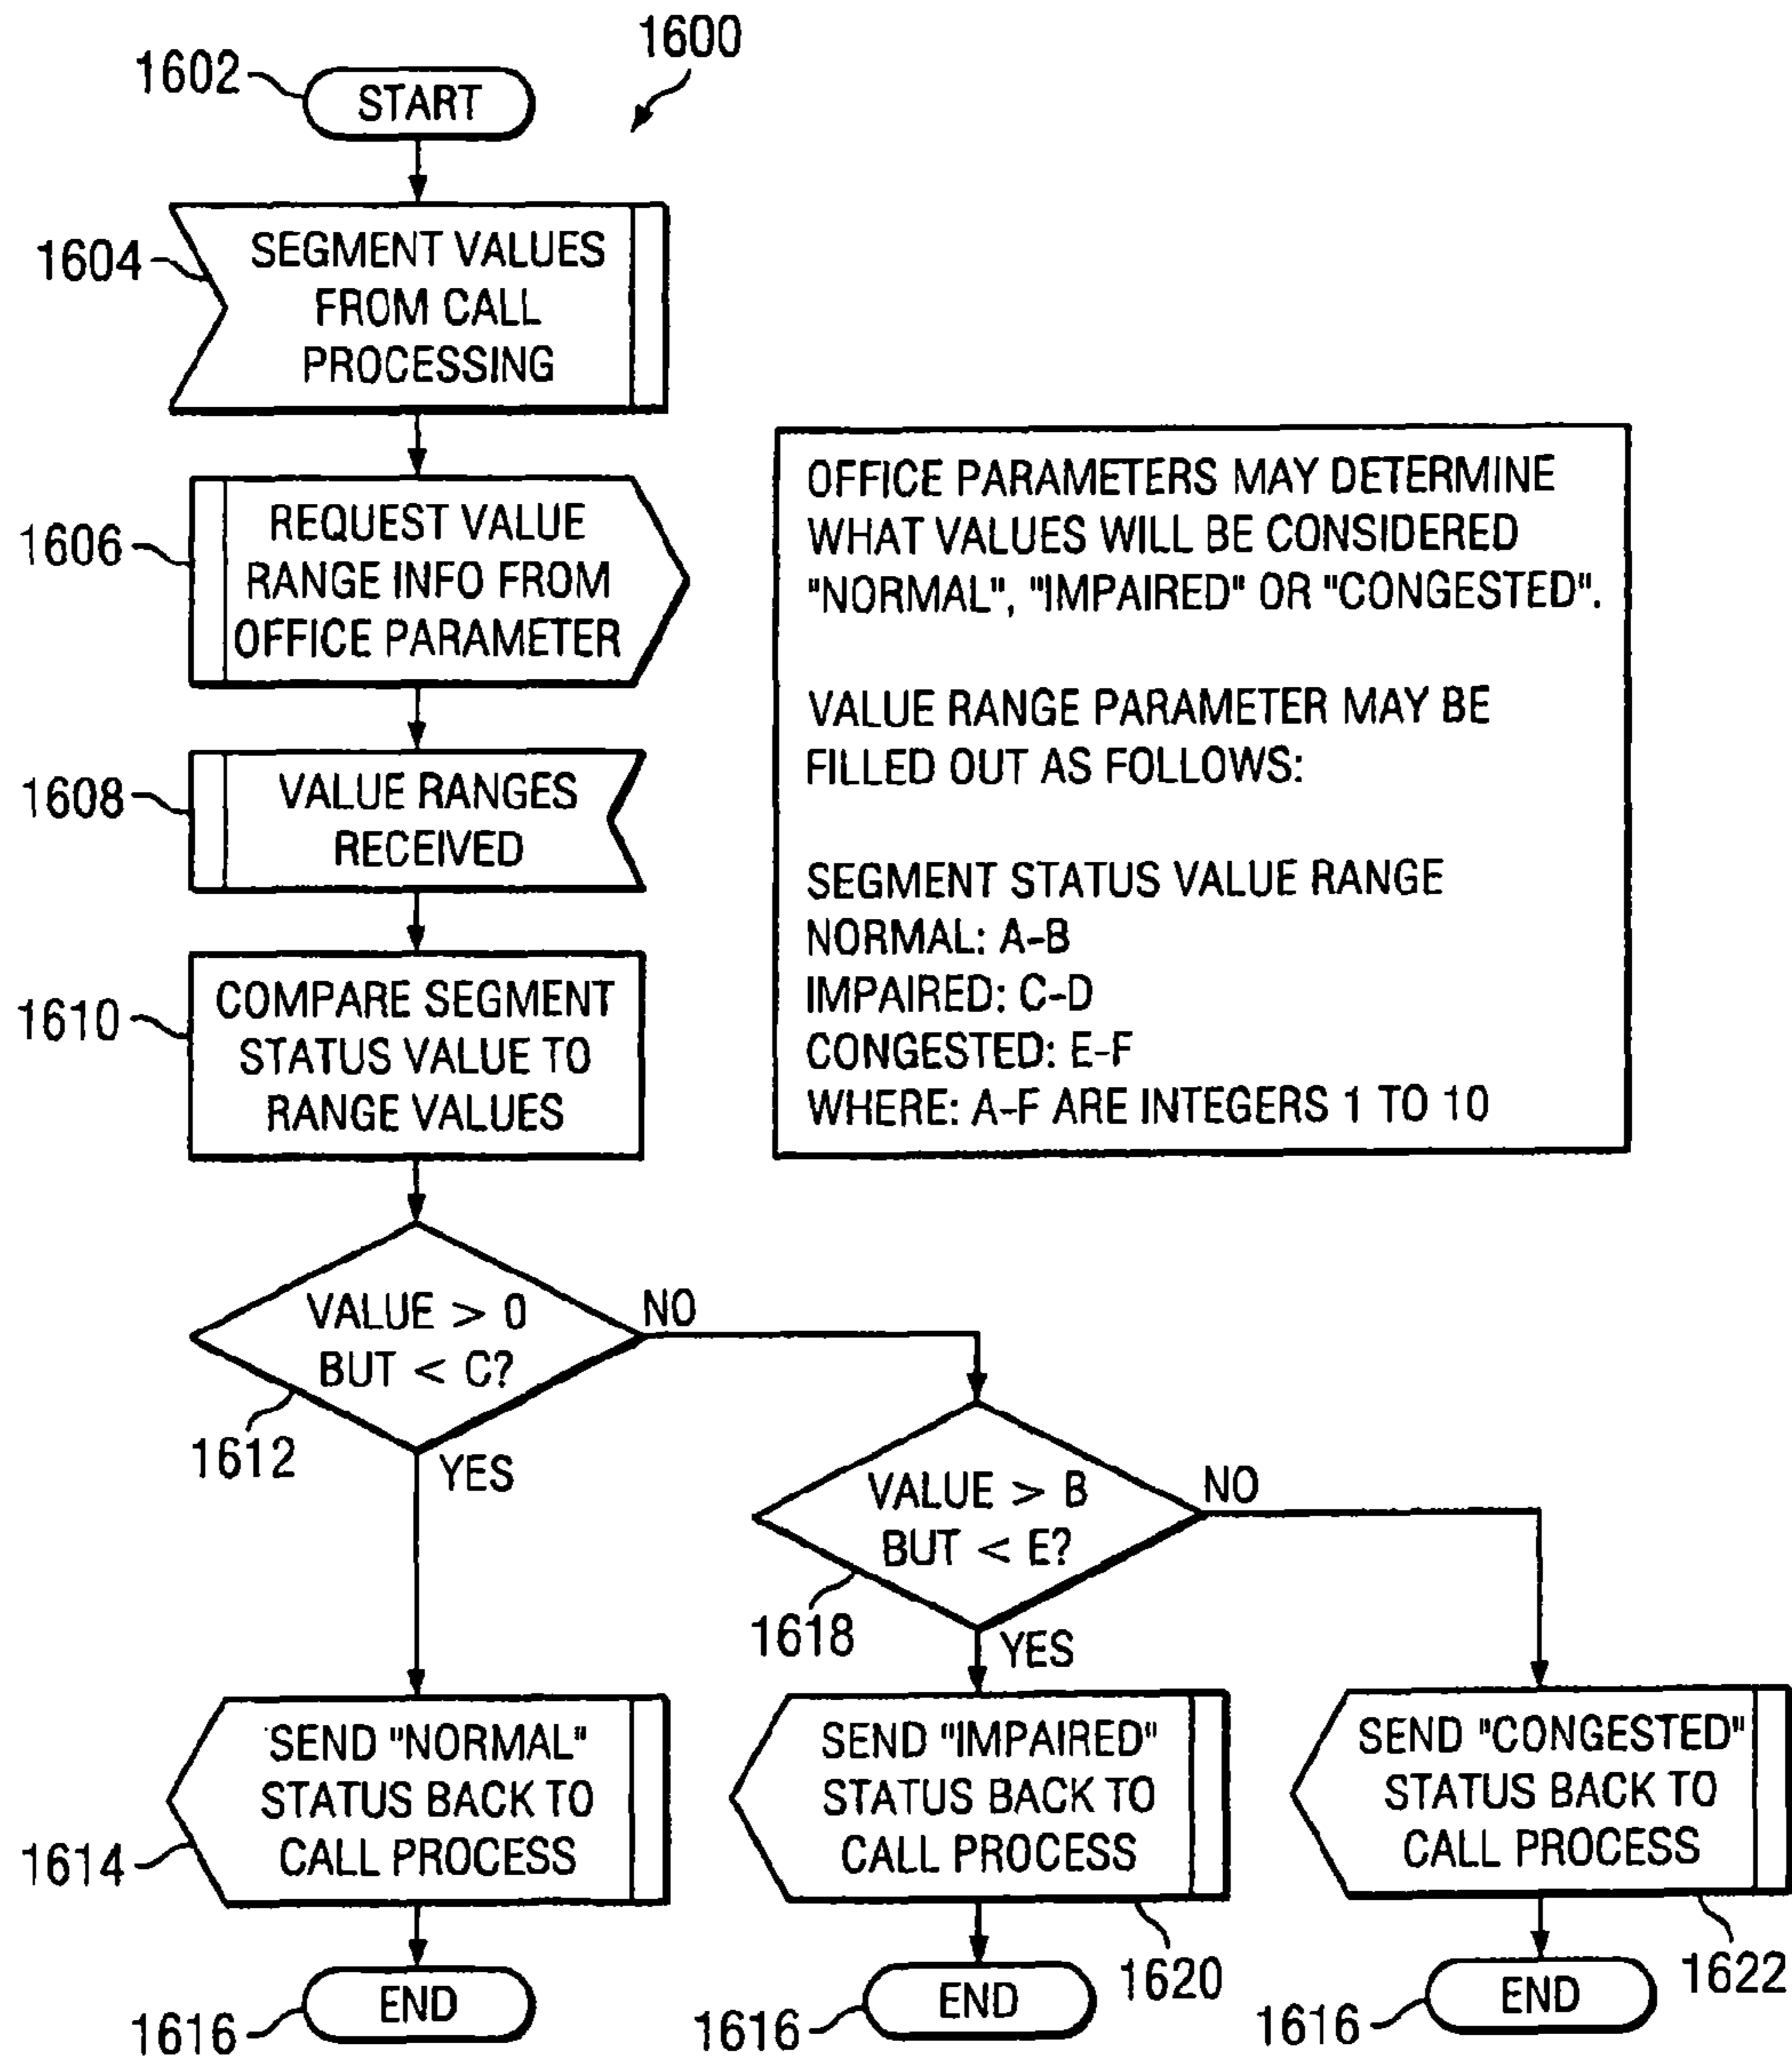 1600
1602
START
1604
SEGMENT VALUES
FROM CALL
PROCESSING
1606
REQUEST VALUE
RANGE INFO FROM
OFFICE PARAMETER
1608
VALUE RANGES
RECEIVED
1610
COMPARE SEGMENT
STATUS VALUE TO
RANGE VALUES
OFFICE PARAMETERS MAY DETERMINE
WHAT VALUES WILL BE CONSIDERED
"NORMAL", "IMPAIRED" OR "CONGESTED".
VALUE RANGE PARAMETER MAY BE
FILLED OUT AS FOLLOWS:
SEGMENT STATUS VALUE RANGE
NORMAL: A-B
IMPAIRED: C-D
CONGESTED: E-F
WHERE: A-F ARE INTEGERS 1 TO 10
VALUE > 0
BUT < C?
NO
1612
YES
VALUE > B
BUT < E?
NO
1618
YES
SEND "NORMAL"
STATUS BACK TO
CALL PROCESS
1614
SEND "IMPAIRED"
STATUS BACK TO
CALL PROCESS
1620
SEND "CONGESTED"
STATUS BACK TO
CALL PROCESS
1622
END
1616
END
1616
END
1616